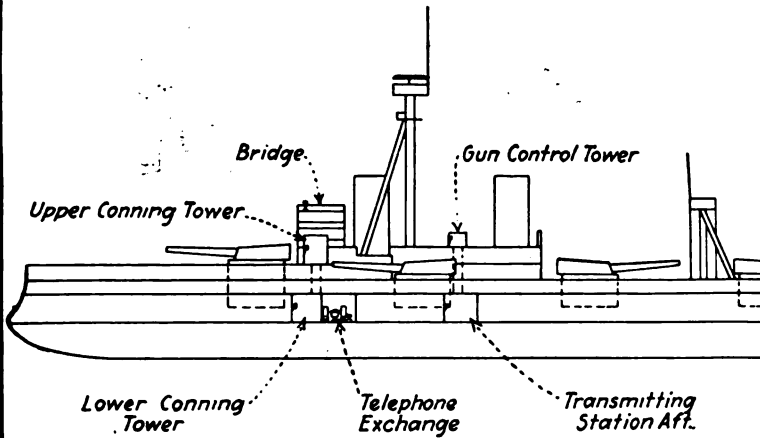 Bridge
Gun Control Tower
Upper Conning Tower
Lower Conning
Tower
Telephone
Exchange
Transmitting
Station Aft.